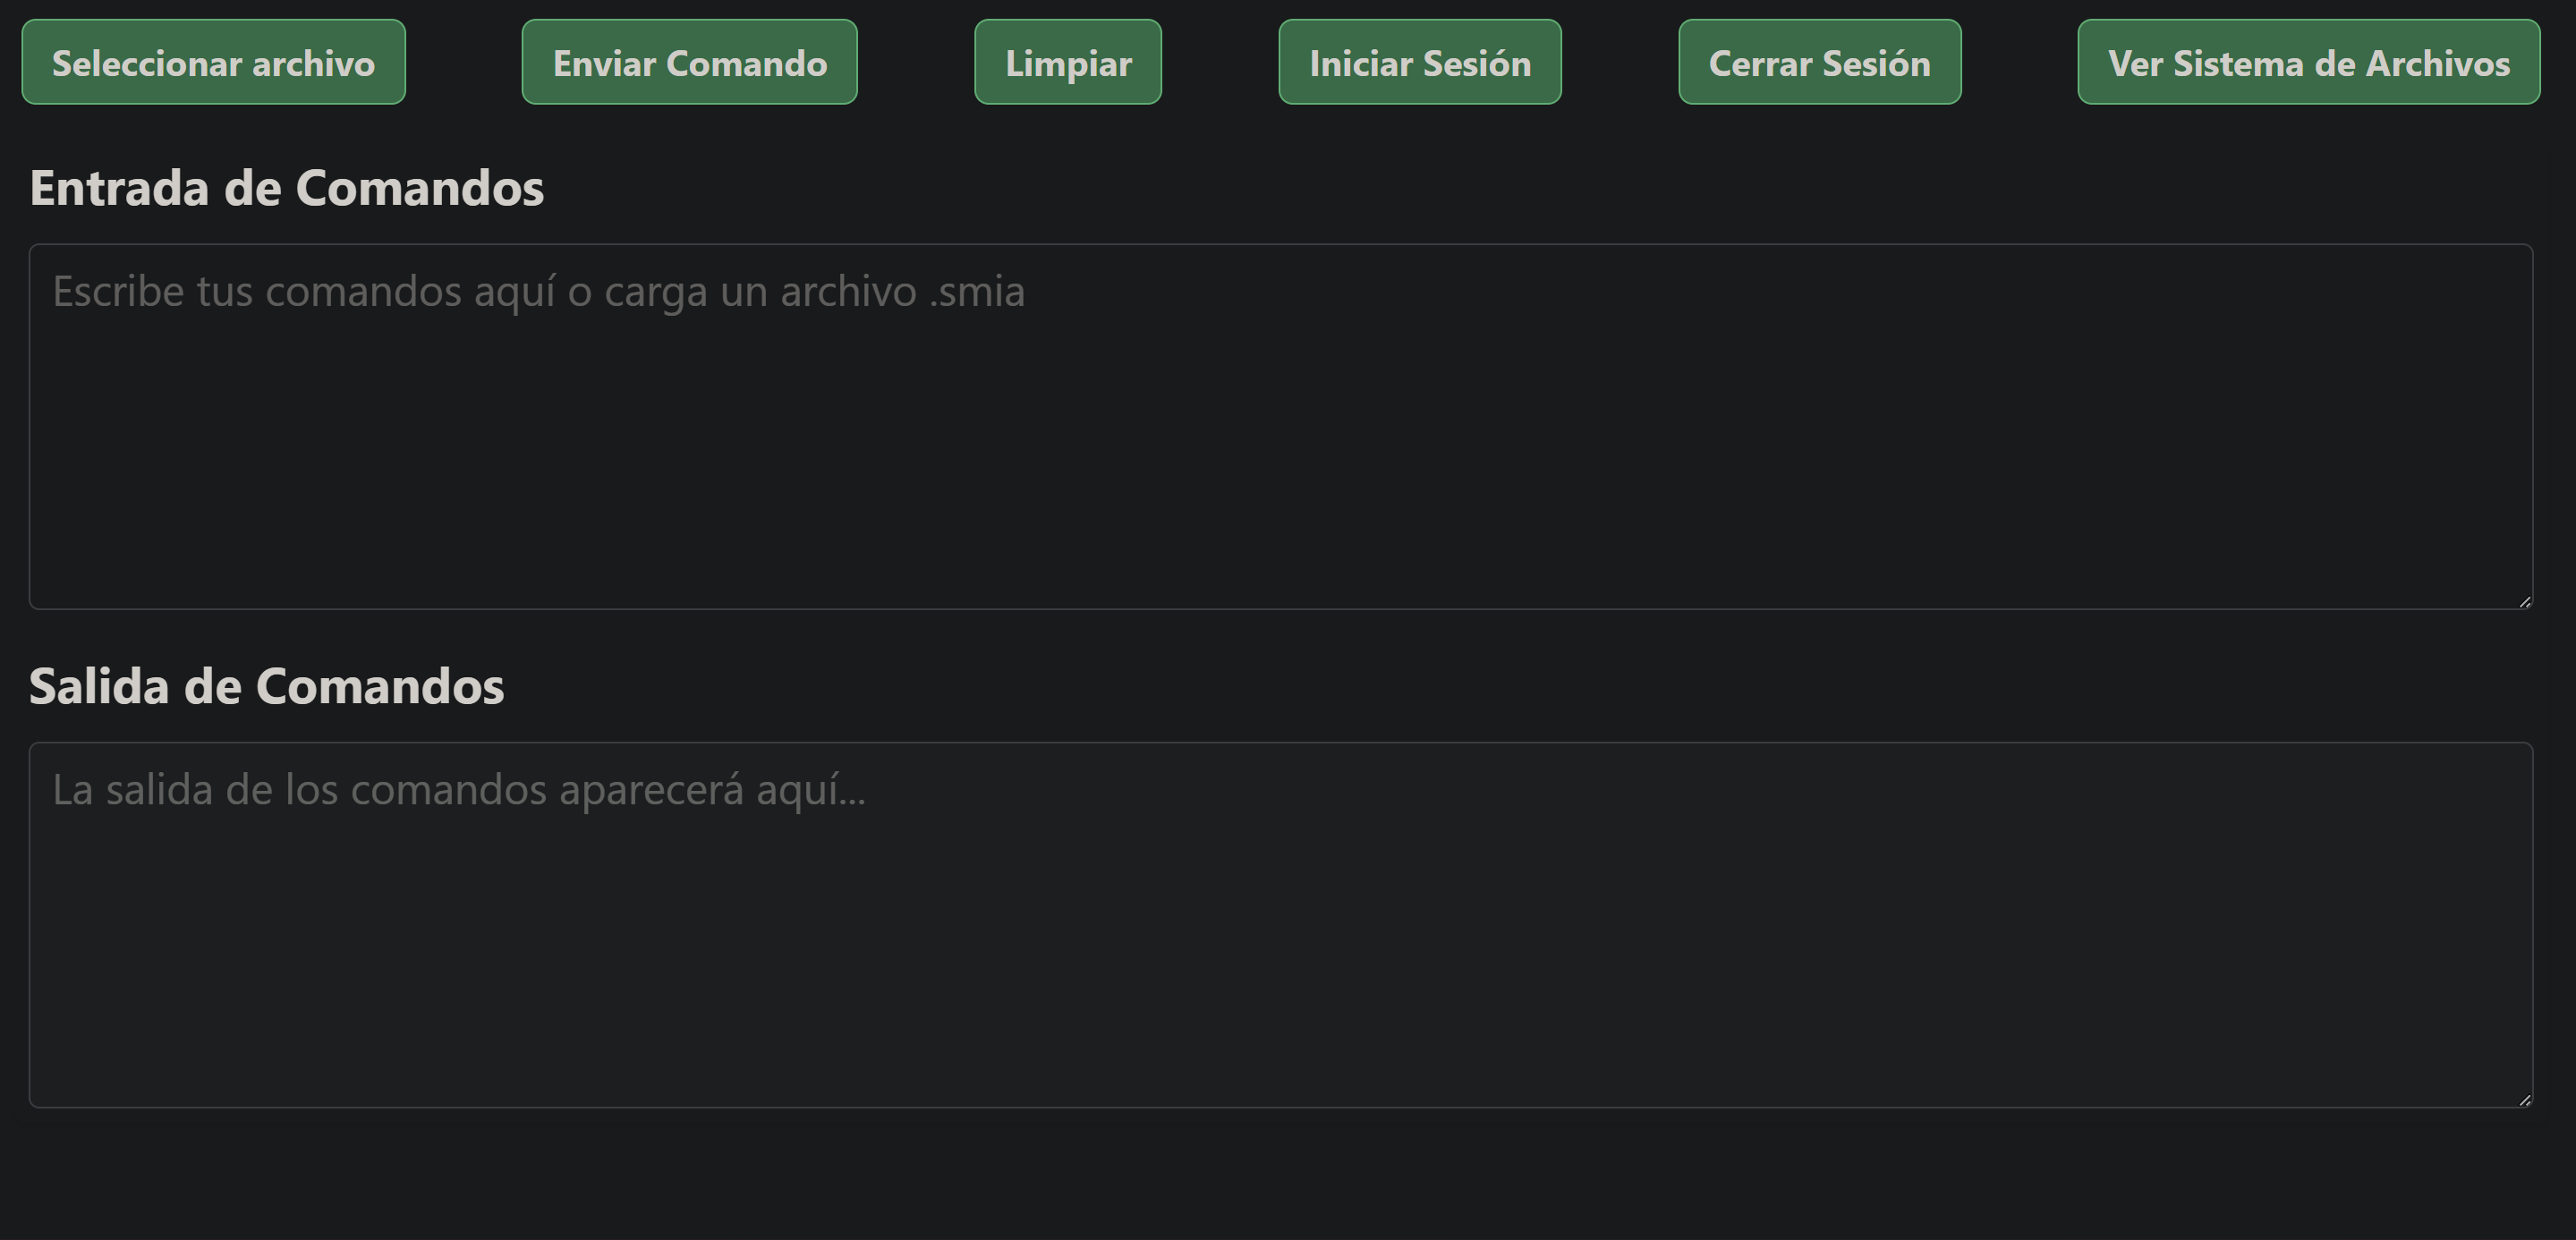 Seleccionar archivo Enviar Comando Limpiar Iniciar Sesión Cerrar Sesión Ver Sistema de Archivos
Entrada de Comandos
Escribe tus comandos aquí o carga un archivo .smia
Salida de Comandos
La salida de los comandos aparecerá aquí...